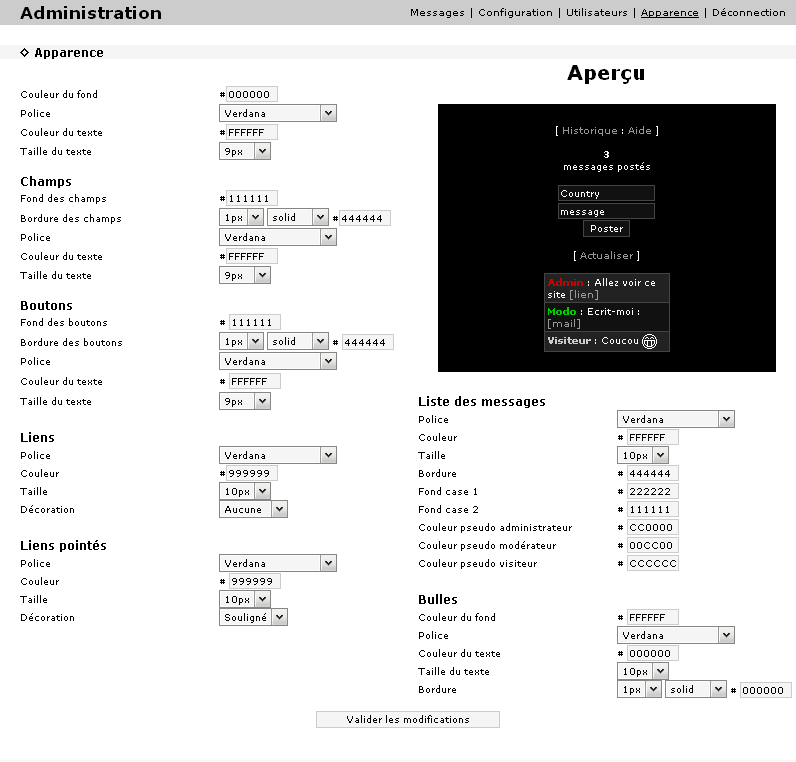 Administration
Messages | Configuration | Utilisateurs | Apparence | Déconnection
Apparence
Couleur du fond # 000000
Police Verdana
Couleur du texte # FFFFFF
Taille du texte 9px
Champs
Fond des champs # 111111
Bordure des champs 1px solid # 444444
Police Verdana
Couleur du texte # FFFFFF
Taille du texte 9px
Boutons
Fond des boutons # 111111
Bordure des boutons 1px solid # 444444
Police Verdana
Couleur du texte # FFFFFF
Taille du texte 9px
Liens
Police Verdana
Couleur # 999999
Taille 10px
Décoration Aucune
Liens pointés
Police Verdana
Couleur # 999999
Taille 10px
Décoration Souligné
Aperçu
[ Historique : Aide ]
3
messages postés
Country
message
Poster
[ Actualiser ]
Admin : Allez voir ce
site [lien]
Modo : Ecrit-moi :
[mail]
Visiteur : Coucou
Liste des messages
Police Verdana
Couleur # FFFFFF
Taille 10px
Bordure # 444444
Fond case 1 # 222222
Fond case 2 # 111111
Couleur pseudo administrateur # CC0000
Couleur pseudo modérateur # 00CC00
Couleur pseudo visiteur # CCCCCC
Bulles
Couleur du fond # FFFFFF
Police Verdana
Couleur du texte # 000000
Taille du texte 10px
Bordure 1px solid # 000000
Valider les modifications